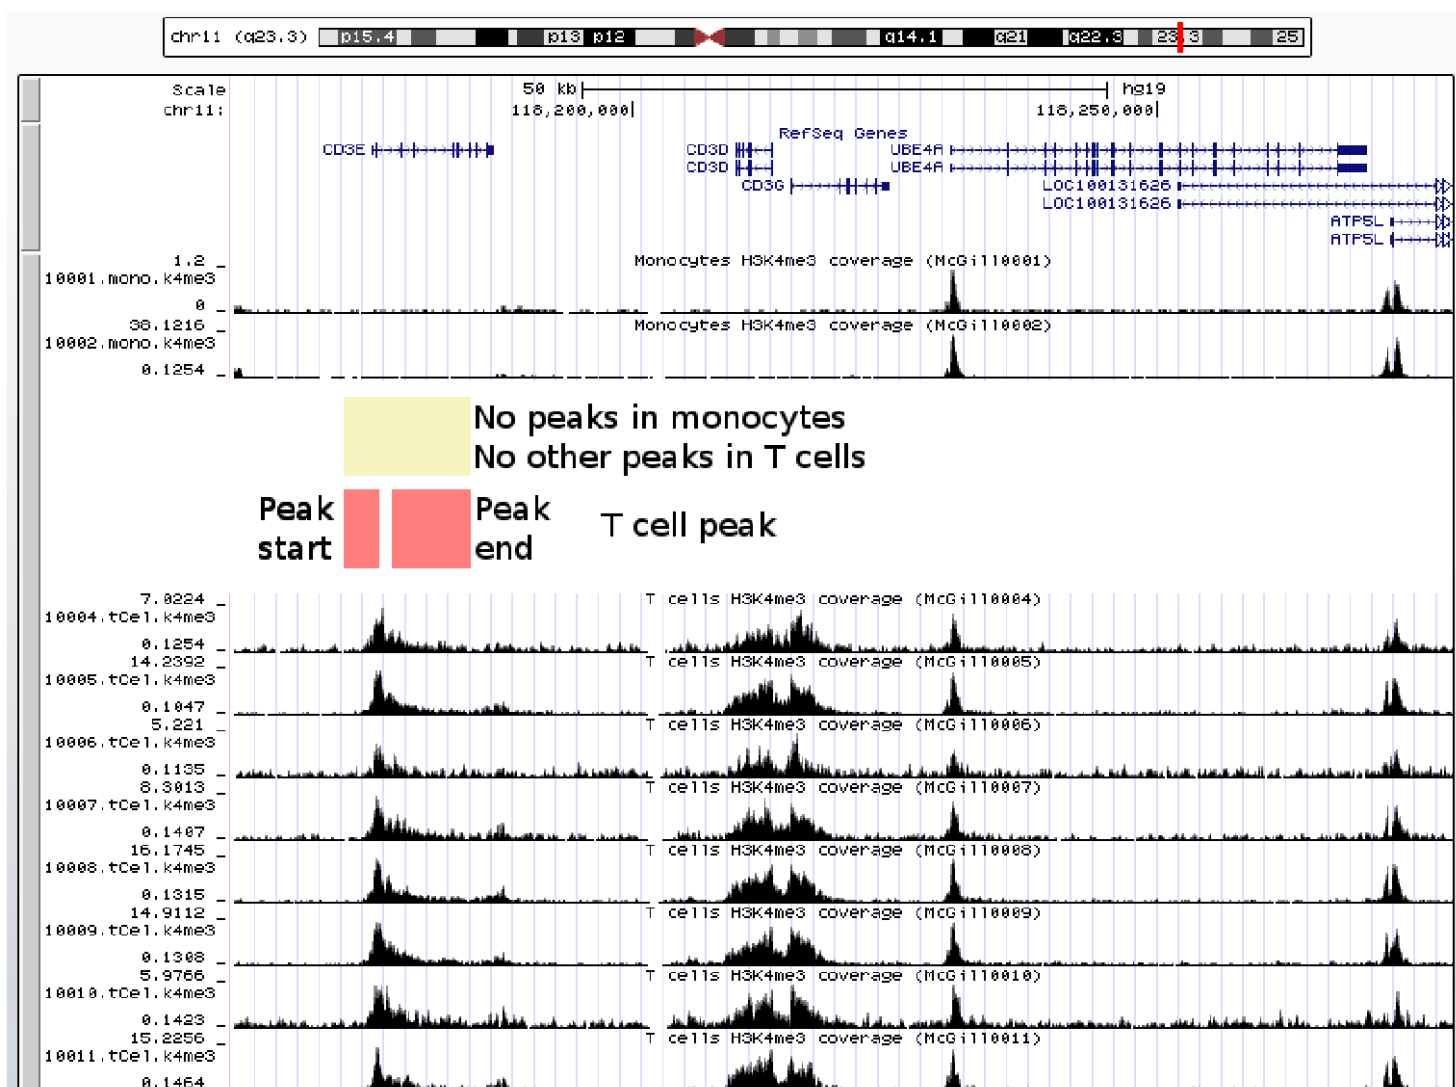 chr11 (q23.3) p15.4 p13 p12 q14.1 q21 q22.3 23.3 25
Scale 50 kb hg19
chr11: 118,200,000 118,250,000
RefSeq Genes
CD3E CD3D UBE4A
CD3D UBE4A
CD3G LOC100131626
LOC100131626
ATP5L
ATP5L
1.2 _ Monocytes H3K4me3 coverage (McGill0001)
10001.mono.k4me3
0 _
38.1216 _ Monocytes H3K4me3 coverage (McGill0002)
10002.mono.k4me3
0.1254 _
No peaks in monocytes
No other peaks in T cells
Peak start
Peak end
T cell peak
7.0224 _ T cells H3K4me3 coverage (McGill0004)
10004.tCel.k4me3
0.1254 _
14.2392 _ T cells H3K4me3 coverage (McGill0005)
10005.tCel.k4me3
0.1047 _
5.221 _ T cells H3K4me3 coverage (McGill0006)
10006.tCel.k4me3
0.1135 _
8.3013 _ T cells H3K4me3 coverage (McGill0007)
10007.tCel.k4me3
0.1407 _
16.1745 _ T cells H3K4me3 coverage (McGill0008)
10008.tCel.k4me3
0.1315 _
14.9112 _ T cells H3K4me3 coverage (McGill0009)
10009.tCel.k4me3
0.1308 _
5.9766 _ T cells H3K4me3 coverage (McGill0010)
10010.tCel.k4me3
0.1423 _
15.2256 _ T cells H3K4me3 coverage (McGill0011)
10011.tCel.k4me3
0.1464